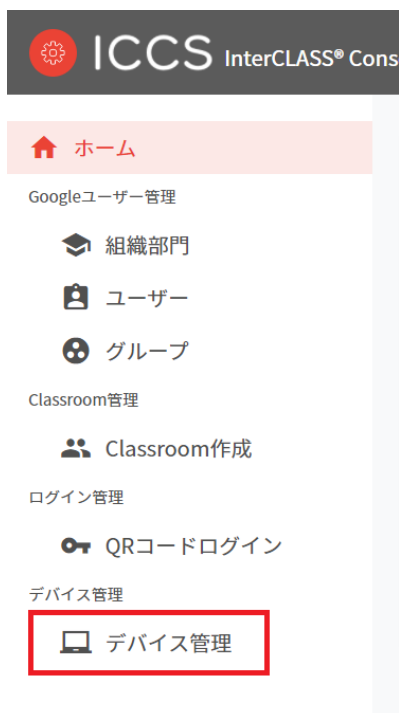 ICCS InterCLASS® Cons
ホーム
Googleユーザー管理
組織部門
ユーザー
グループ
Classroom管理
Classroom作成
ログイン管理
QRコードログイン
デバイス管理
デバイス管理